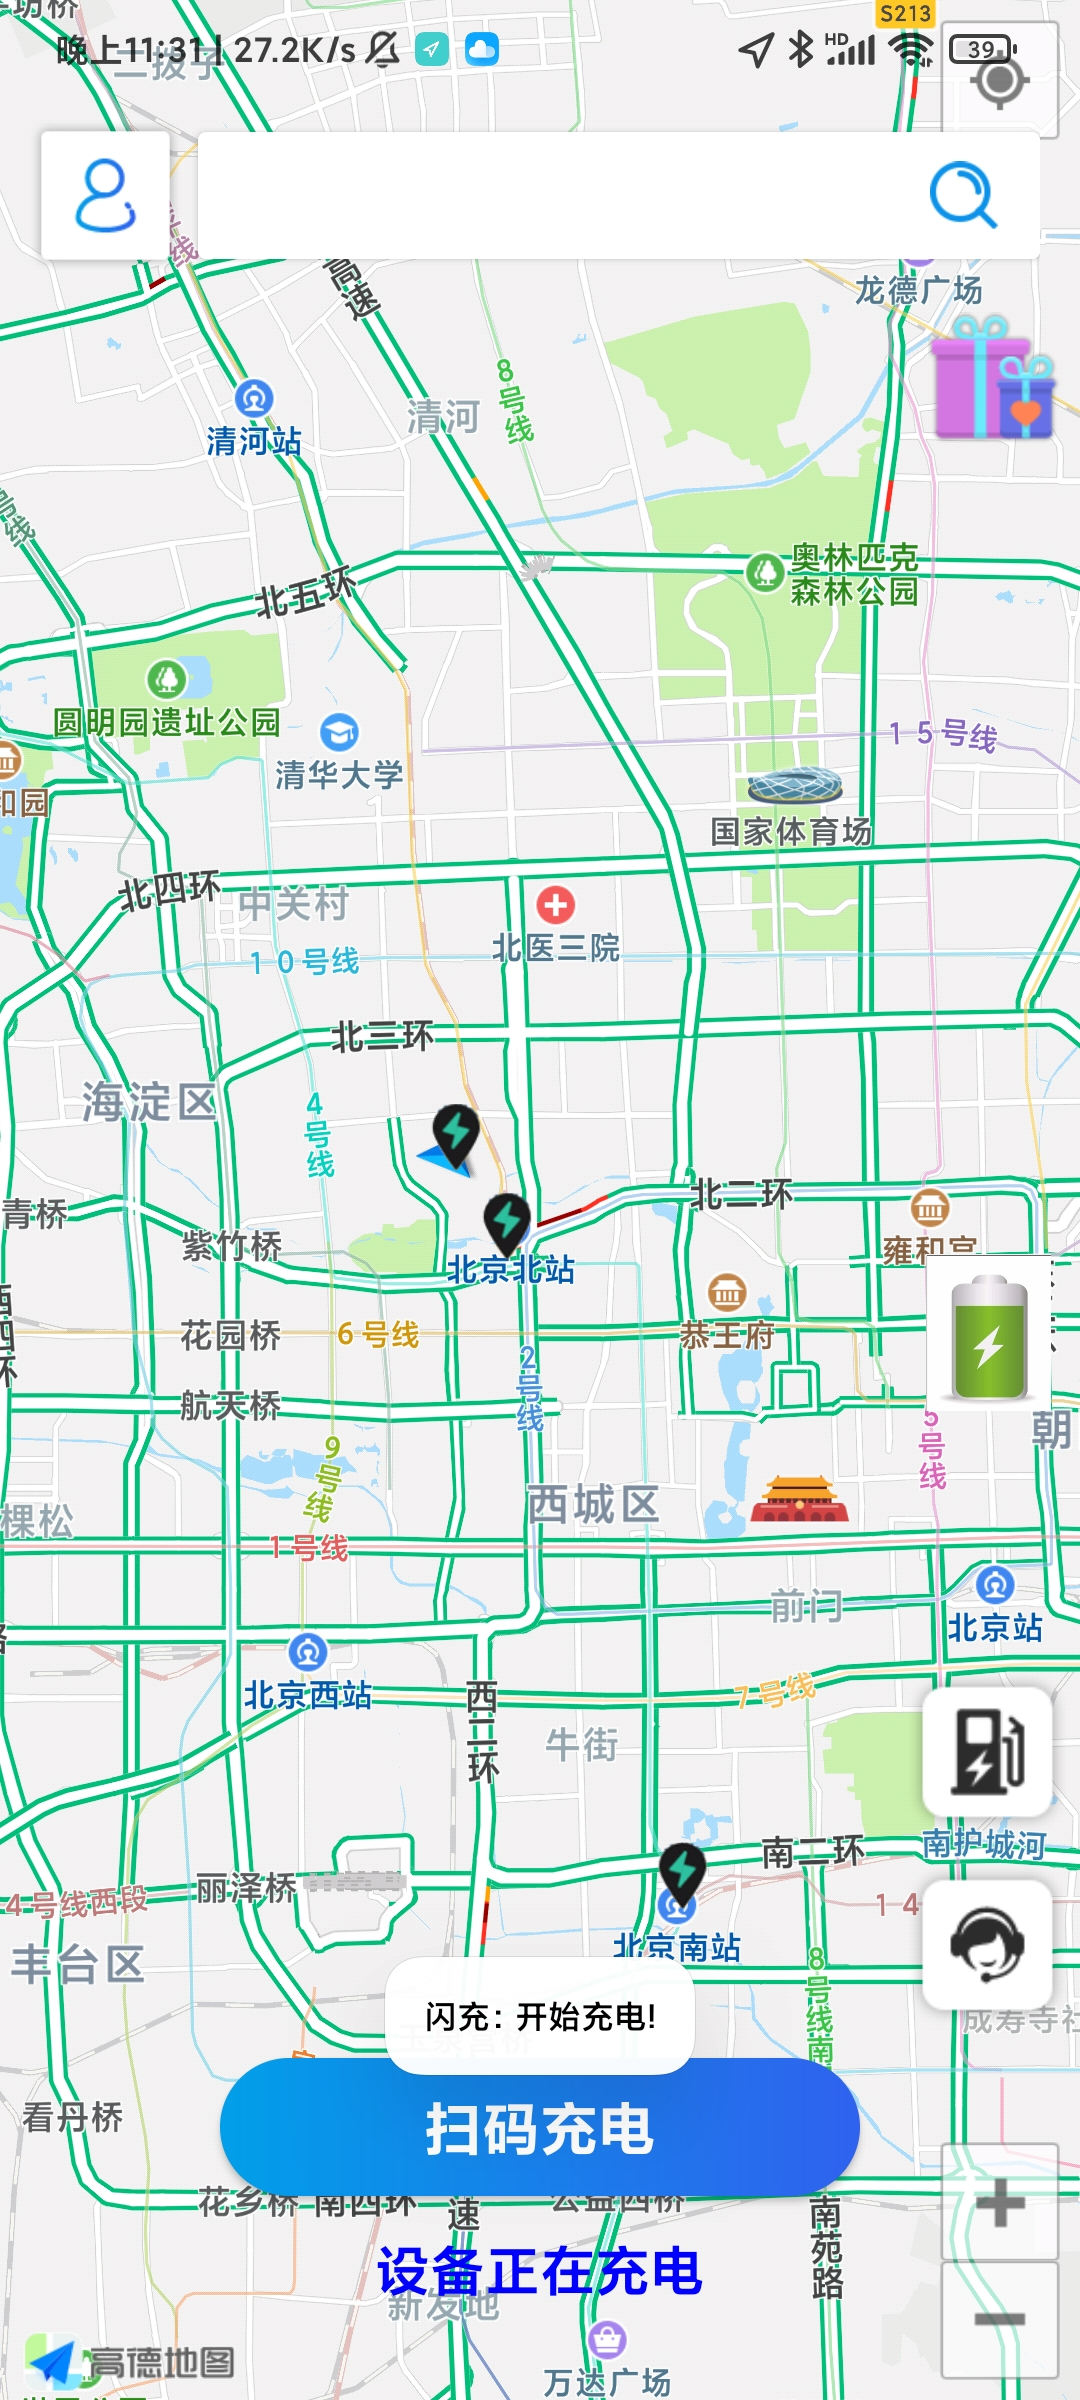 S213
晚上11:31 | 27.2K/s
HD
39
二拨子
高速
龙德广场
8号线
清河
清河站
号线
北五环
奥林匹克
森林公园
圆明园遗址公园
清华大学
15号线
和园
国家体育场
北四环
中关村
北医三院
10号线
北三环
海淀区
4号线
青桥
北二环
紫竹桥
雍和宫
北京北站
花园桥
6号线
恭王府
2号线
航天桥
5号线
朝
9号线
西城区
棵松
1号线
前门
北京站
北京西站
7号线
西二环
牛街
南二环
南护城河
丽泽桥
4号线西段
14
丰台区
北京南站
8号线南
闪充：开始充电!
成寿寺社
扫码充电
看丹桥
花乡桥
南四环
速
公益西桥
南苑路
设备正在充电
新发地
高德地图
万达广场